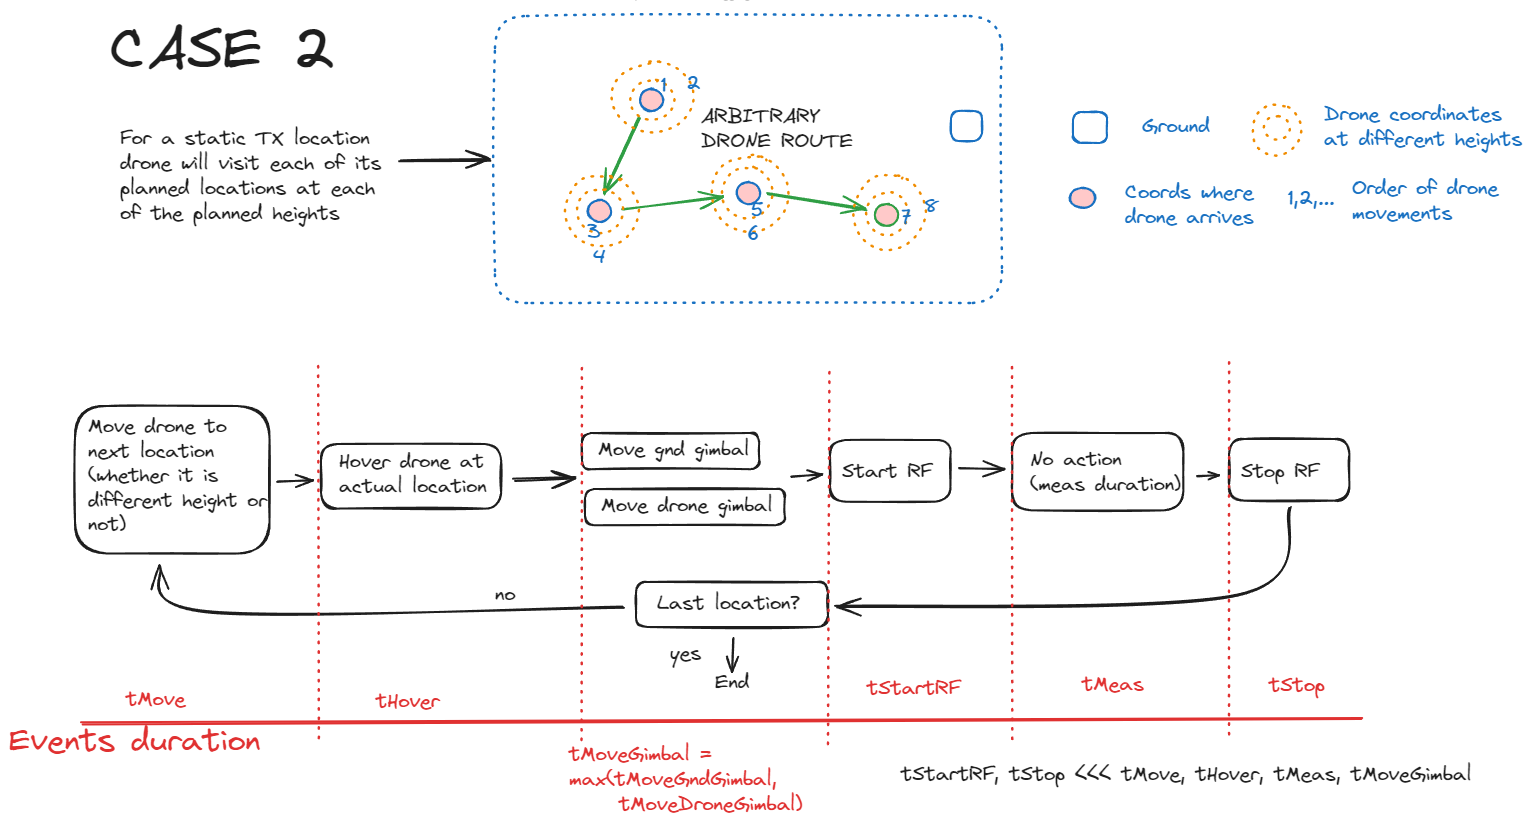 CASE 2
For a static TX location
drone will visit each of its
planned locations at each
of the planned heights
1
2
ARBITRARY
DRONE ROUTE
3
4
5
6
7
8
Ground
Drone coordinates
at different heights
Coords where
drone arrives
1,2,...
Order of drone
movements
Move drone to
next location
(whether it is
different height or
not)
Hover drone at
actual location
Move gnd gimbal
Move drone gimbal
Start RF
No action
(meas duration)
Stop RF
Last location?
no
yes
End
tMove
tHover
tStartRF
tMeas
tStop
Events duration
tMoveGimbal =
max(tMoveGndGimbal,
tMoveDroneGimbal)
tStartRF, tStop <<< tMove, tHover, tMeas, tMoveGimbal